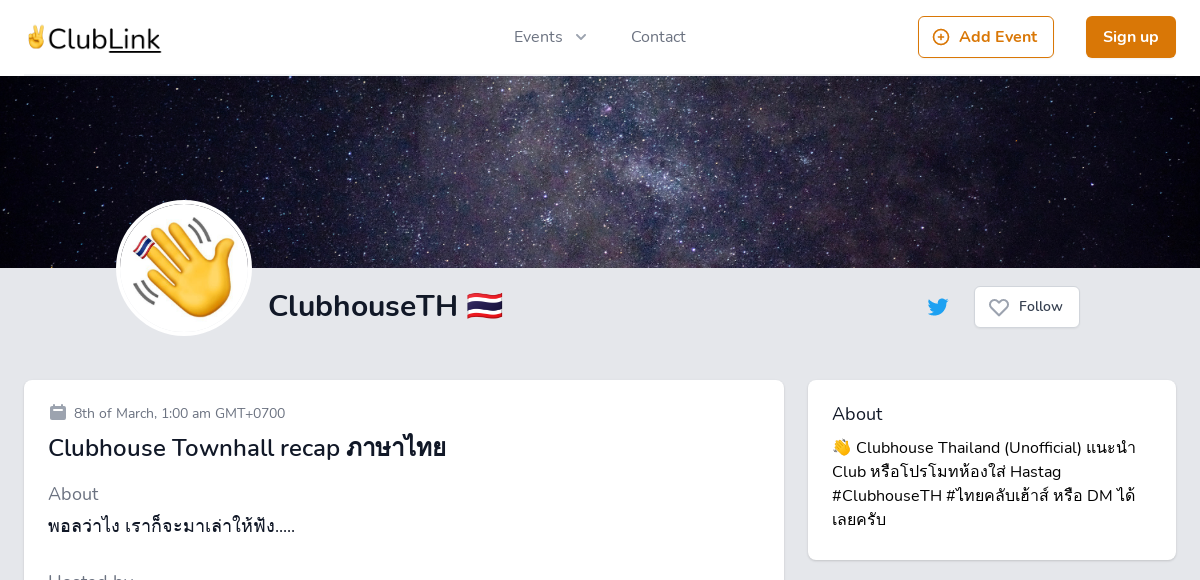 ClubLink
Events
Contact
Add Event
Sign up
ClubhouseTH
Follow
8th of March, 1:00 am GMT+0700
Clubhouse Townhall recap ภาษาไทย
About
พอลว่าไง เราก็จะมาเล่าให้ฟัง.....
Hosted by
About
👋 Clubhouse Thailand (Unofficial) แนะนำ
Club หรือโปรโมทห้องใส่ Hastag
#ClubhouseTH #ไทยคลับเฮ้าส์ หรือ DM ได้
เลยครับ